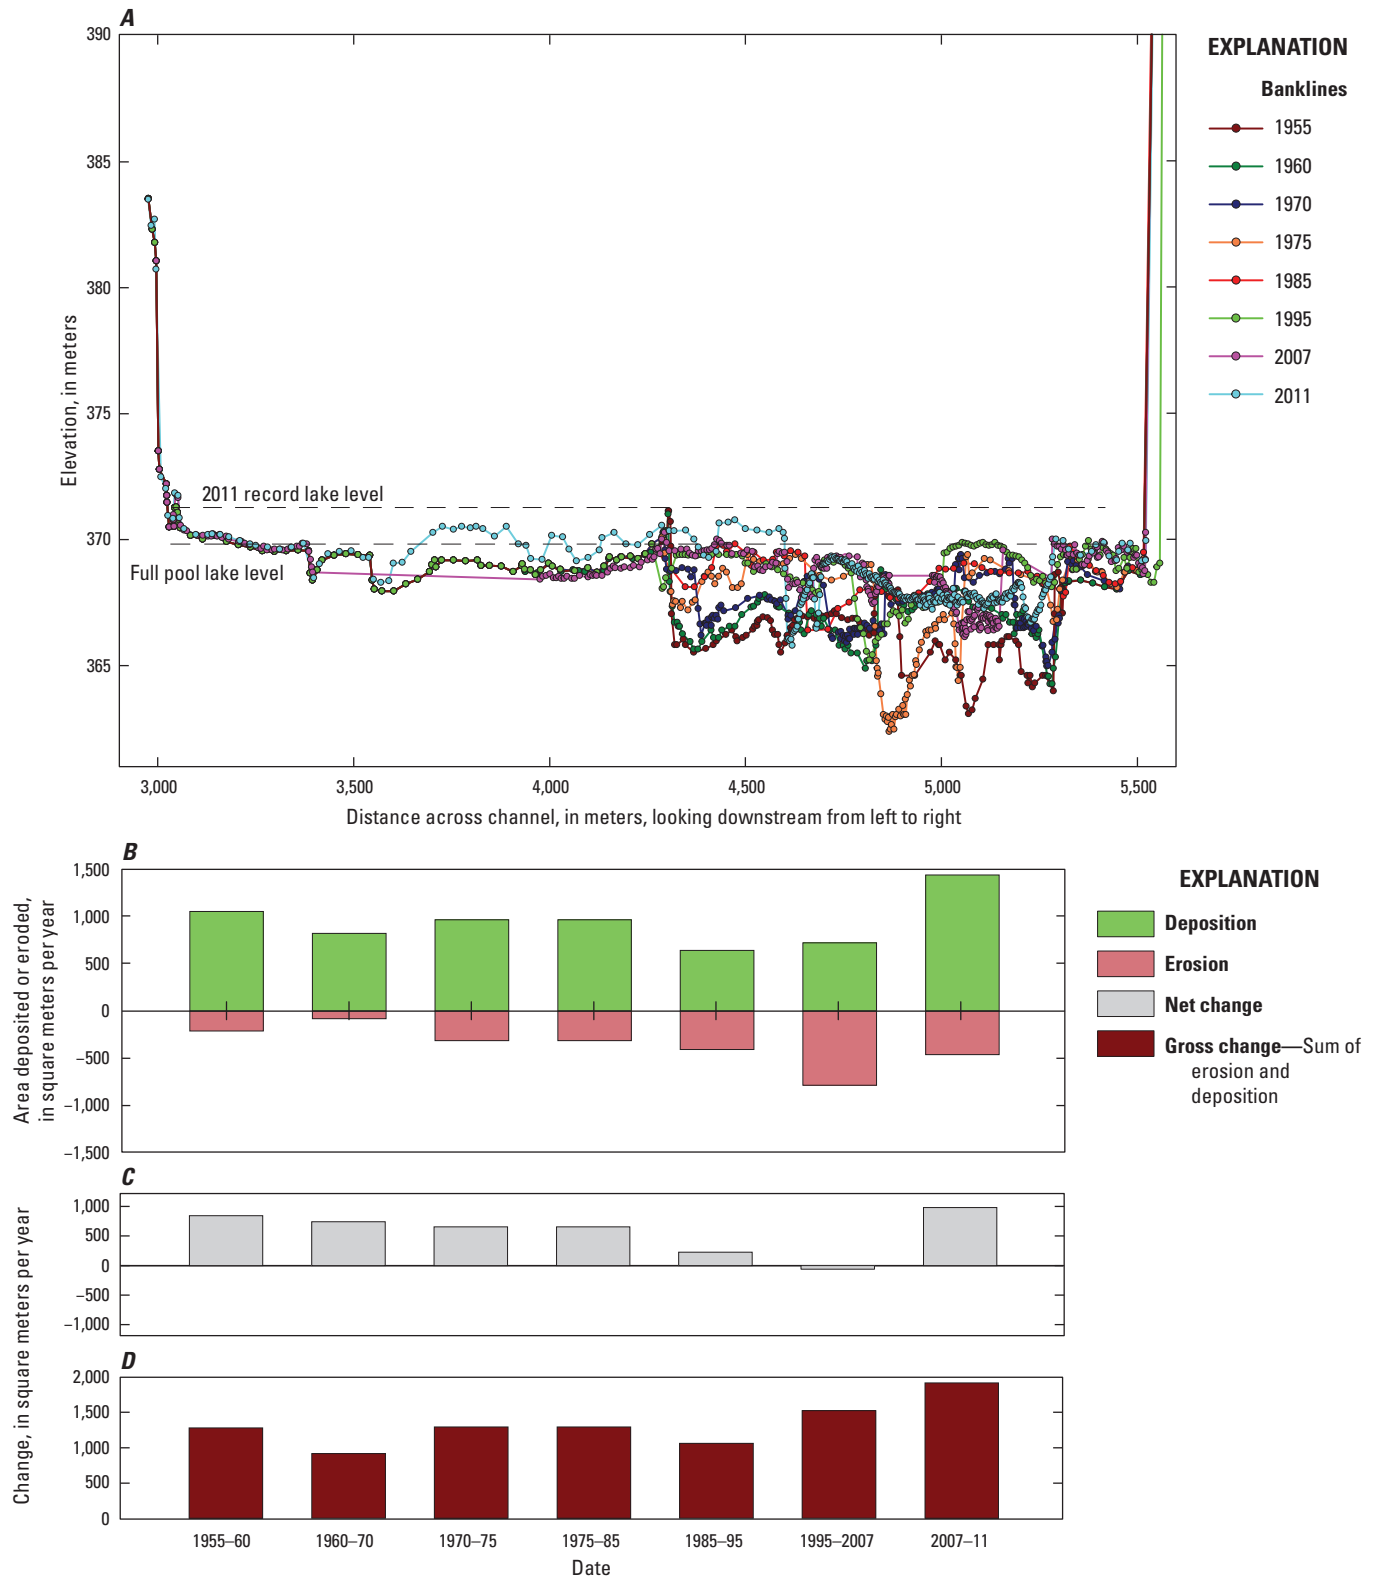 A
390
385
380
375
370
365
Elevation, in meters
2011 record lake level
Full pool lake level
3,000
3,500
4,000
4,500
5,000
5,500
Distance across channel, in meters, looking downstream from left to right
EXPLANATION
Banklines
1955
1960
1970
1975
1985
1995
2007
2011
B
1,500
1,000
500
0
−500
−1,000
−1,500
Area deposited or eroded,
in square meters per year
EXPLANATION
Deposition
Erosion
Net change
Gross change—Sum of
erosion and
deposition
C
1,000
500
0
−500
−1,000
Change, in square meters per year
D
2,000
1,500
1,000
500
0
1955–60
1960–70
1970–75
1975–85
1985–95
1995–2007
2007–11
Date